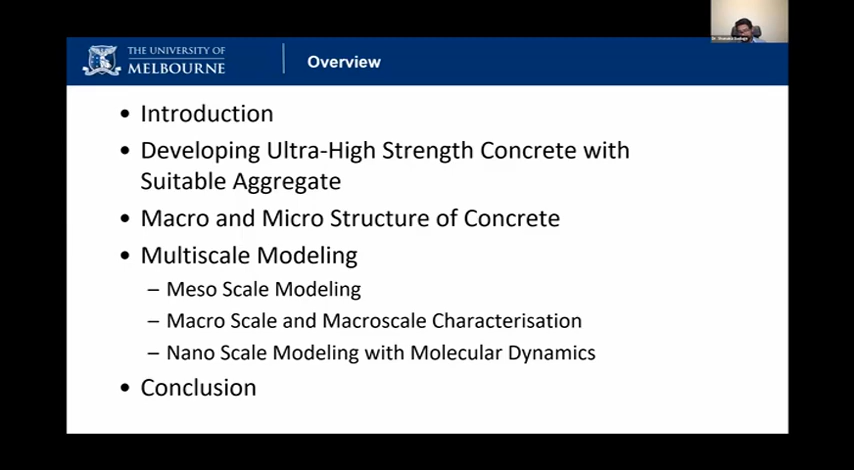 THE UNIVERSITY OF
MELBOURNE
Overview
• Introduction
• Developing Ultra-High Strength Concrete with
Suitable Aggregate
• Macro and Micro Structure of Concrete
• Multiscale Modeling
– Meso Scale Modeling
– Macro Scale and Macroscale Characterisation
– Nano Scale Modeling with Molecular Dynamics
• Conclusion